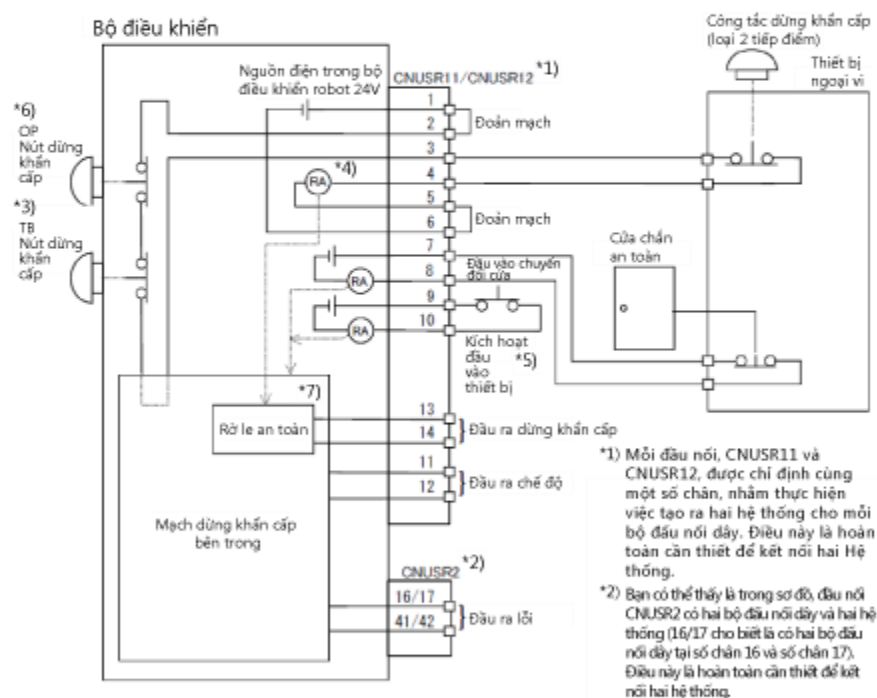 Bộ điều khiển
Công tắc dừng khẩn cấp
(loại 2 tiếp điểm)
Thiết bị
ngoại vi
Nguồn điện trong bộ
điều khiển robot 24V
CNUSR11/CNUSR12 *1)
1
2
Đoản mạch
3
*6)
OP
Nút dừng
khẩn
cấp
*4)
RA
4
5
6
Đoản mạch
*3)
TB
Nút dừng
khẩn
cấp
7
Đầu vào chuyển
đổi cửa
8
RA
9
10
RA
Kích hoạt
đầu *5)
vào
thiết bị
Cửa chắn
an toàn
*7)
Rờ le an toàn
13
14
Đầu ra dừng khẩn cấp
11
12
Đầu ra chế độ
Mạch dừng khẩn cấp
bên trong
CNUSR2 *2)
16/17
41/42
Đầu ra lỗi
*1) Mỗi đầu nối, CNUSR11 và
CNUSR12, được chỉ định cùng
một số chân, nhằm thực hiện
việc tạo ra hai hệ thống cho mỗi
bộ đấu nối dây. Điều này là hoàn
toàn cần thiết để kết nối hai Hệ
thống.
*2) Bạn có thể thấy là trong sơ đồ, đầu nối
CNUSR2 có hai bộ đấu nối dây và hai hệ
thống (16/17 cho biết là có hai bộ đấu
nối dây tại số chân 16 và số chân 17).
Điều này là hoàn toàn cần thiết để kết
nối hai hệ thống.